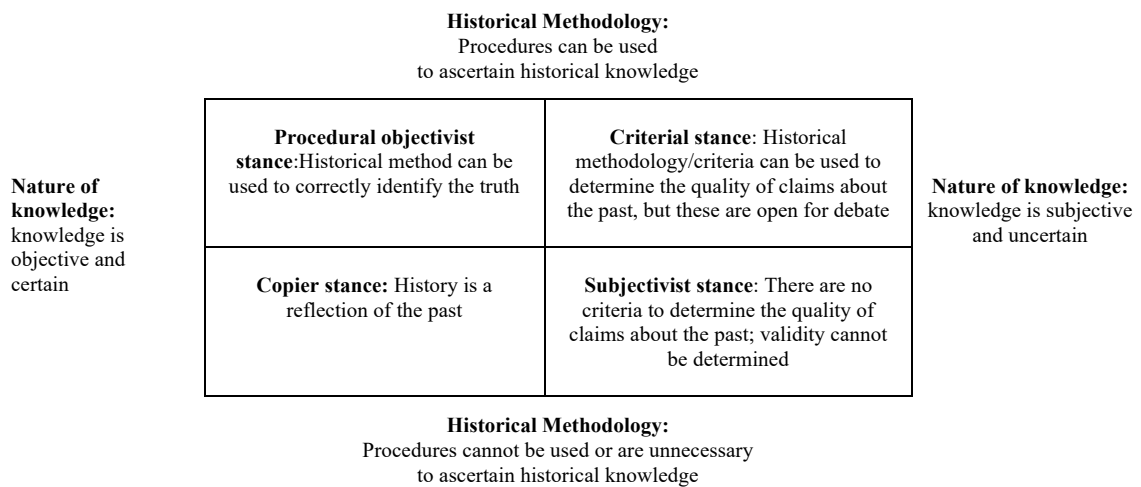 Historical Methodology:
Procedures can be used
to ascertain historical knowledge
Procedural objectivist
stance:Historical method can be
used to correctly identify the truth
Criterial stance: Historical
methodology/criteria can be used to
determine the quality of claims about
the past, but these are open for debate
Nature of
knowledge:
knowledge is
objective and
certain
Nature of knowledge:
knowledge is subjective
and uncertain
Copier stance: History is a
reflection of the past
Subjectivist stance: There are no
criteria to determine the quality of
claims about the past; validity cannot
be determined
Historical Methodology:
Procedures cannot be used or are unnecessary
to ascertain historical knowledge